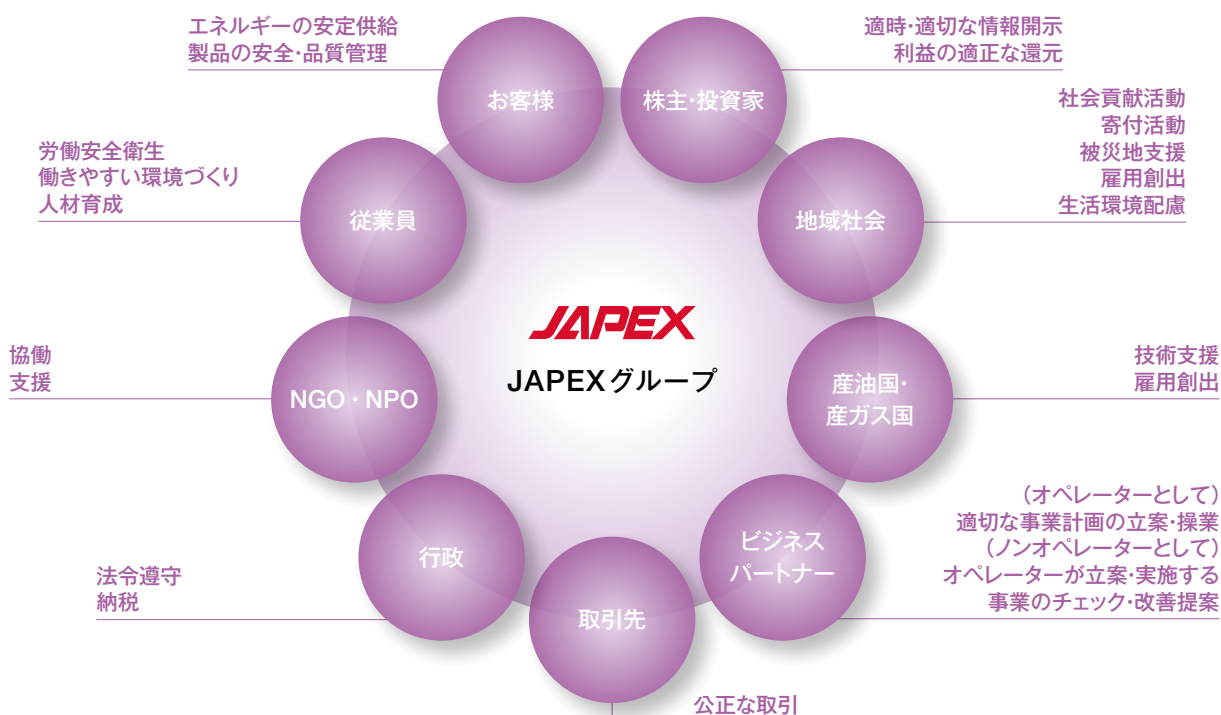 エネルギーの安定供給
製品の安全・品質管理
お客様
適時・適切な情報開示
利益の適正な還元
株主・投資家
社会貢献活動
寄付活動
被災地支援
雇用創出
生活環境配慮
地域社会
労働安全衛生
働きやすい環境づくり
人材育成
従業員
JAPEX
JAPEXグループ
協働
支援
NGO・NPO
技術支援
雇用創出
産油国・
産ガス国
(オペレーターとして)
適切な事業計画の立案・操業
(ノンオペレーターとして)
オペレーターが立案・実施する
事業のチェック・改善提案
ビジネス
パートナー
法令遵守
納税
行政
取引先
公正な取引